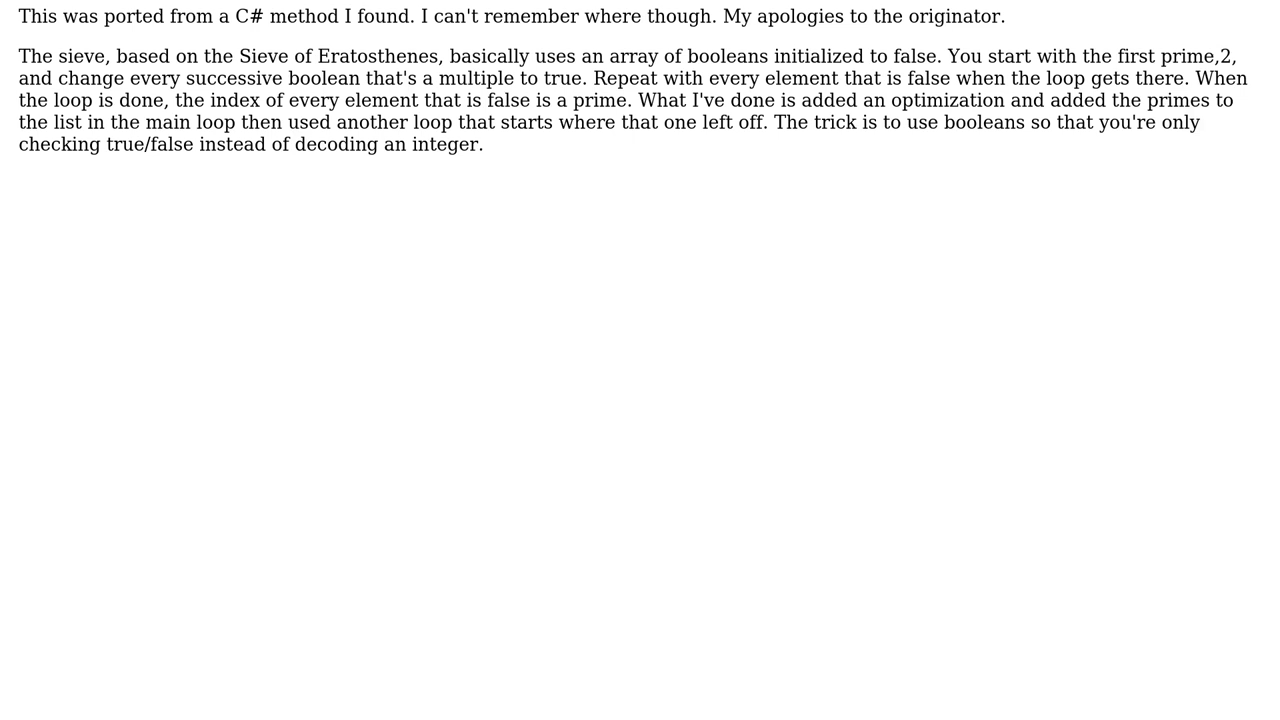 This was ported from a C# method I found. I can't remember where though. My apologies to the originator.
The sieve, based on the Sieve of Eratosthenes, basically uses an array of booleans initialized to false. You start with the first prime,2,
and change every successive boolean that's a multiple to true. Repeat with every element that is false when the loop gets there. When
the loop is done, the index of every element that is false is a prime. What I've done is added an optimization and added the primes to
the list in the main loop then used another loop that starts where that one left off. The trick is to use booleans so that you're only
checking true/false instead of decoding an integer.